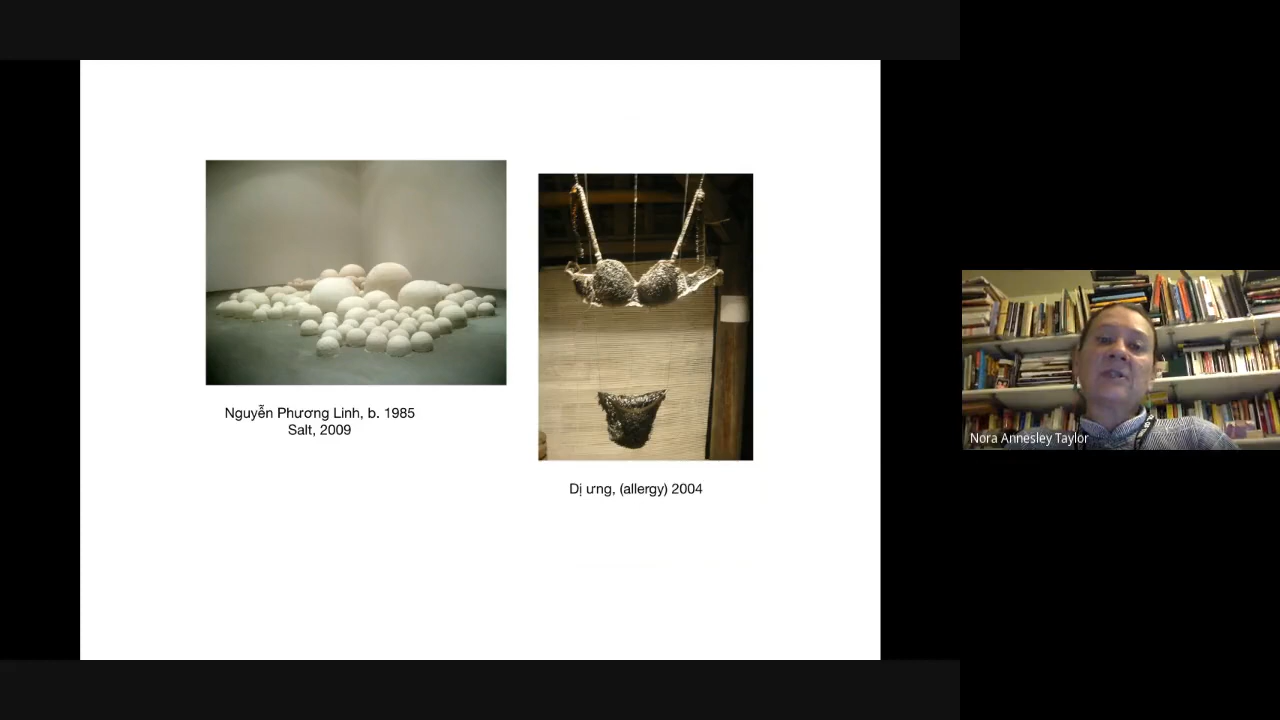 Nguyễn Phương Linh, b. 1985
Salt, 2009
Dị ưng, (allergy) 2004
Nora Annesley Taylor